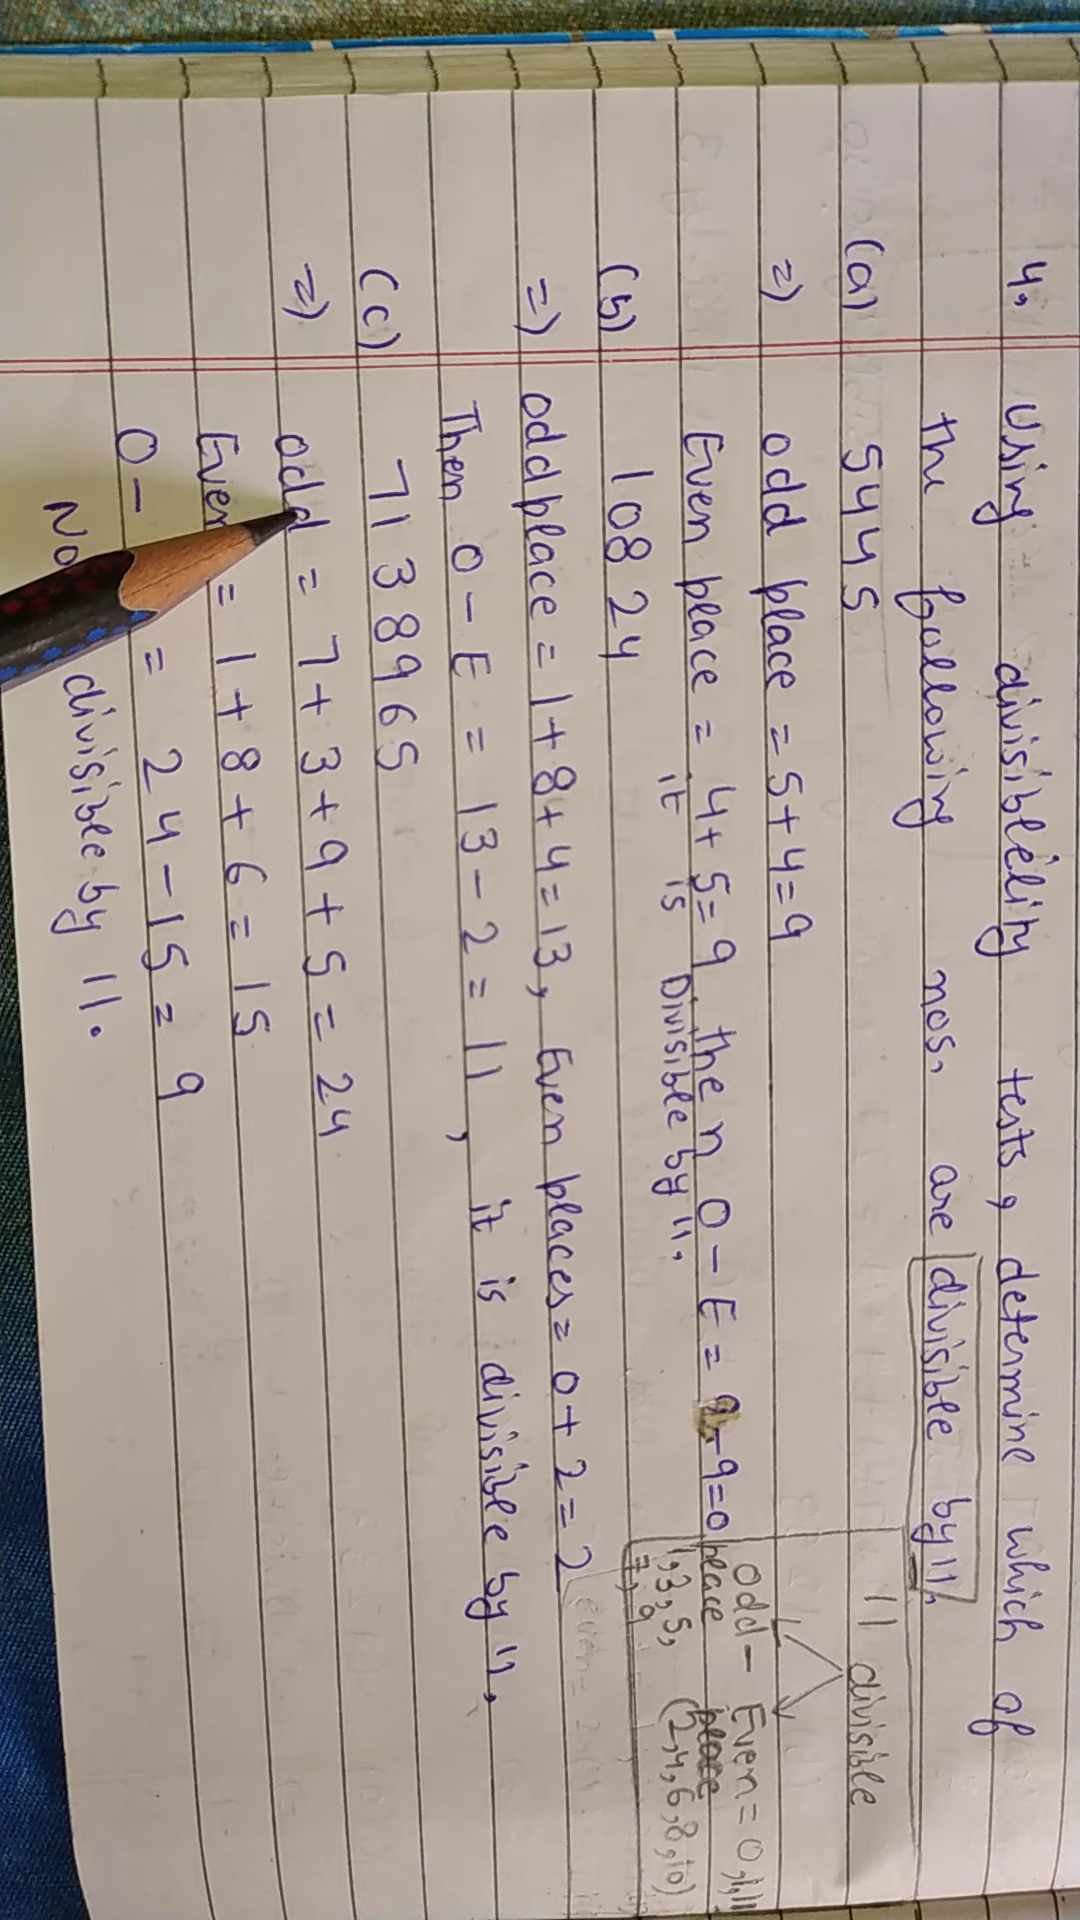 4. Using divisibleity tests, determine which of
the following nos. are divisible by 11.
11 divisible
(a) 5445
=) odd place = 5+4=9
Even place = 4+5=9 then O-E = 9-9=0
it is Divisible by 11.
odd - Even = 0,1,11
place place
1,3,5, (2,4,6,8,10)
7,9
(b) 10824
=) odd place = 1+8+4=13, Even places = 0+2=2
Then O-E = 13-2 = 11, it is divisible by 11.
(c) 7138965
=) odd = 7+3+9+5 = 24
Even = 1+8+6 = 15
O- = 24-15 = 9
divisible by 11.